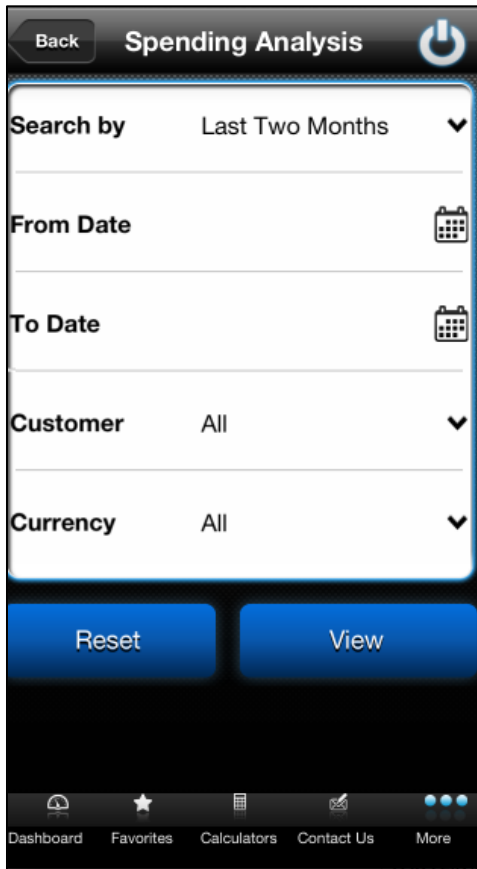 Back Spending Analysis
Search by Last Two Months
From Date
To Date
Customer All
Currency All
Reset View
Dashboard Favorites Calculators Contact Us More